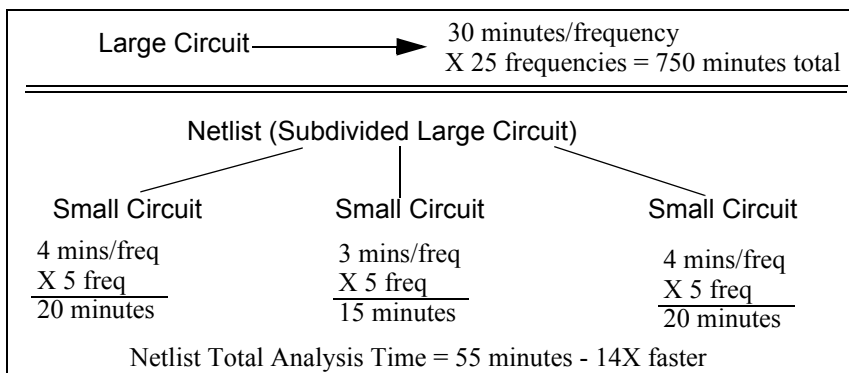 Large Circuit
30 minutes/frequency
X 25 frequencies = 750 minutes total
Netlist (Subdivided Large Circuit)
Small Circuit
4 mins/freq
X 5 freq
20 minutes
Small Circuit
3 mins/freq
X 5 freq
15 minutes
Small Circuit
4 mins/freq
X 5 freq
20 minutes
Netlist Total Analysis Time = 55 minutes - 14X faster